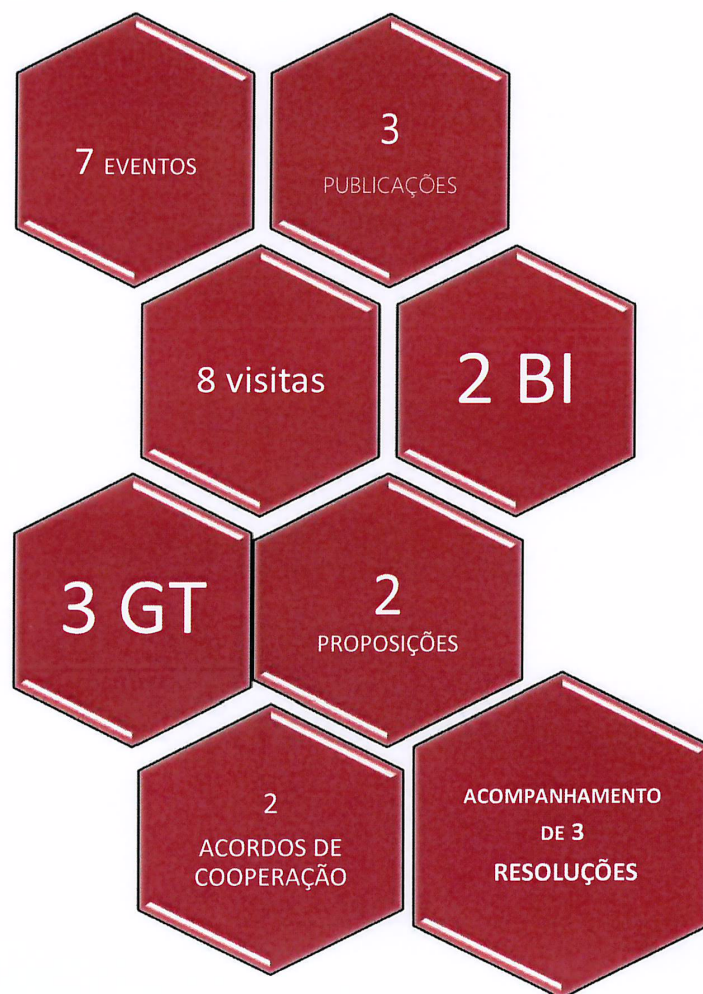 7 EVENTOS
3
PUBLICAÇÕES
8 visitas
2 BI
3 GT
2
PROPOSIÇÕES
2
ACORDOS DE
COOPERAÇÃO
ACOMPANHAMENTO
DE 3
RESOLUÇÕES